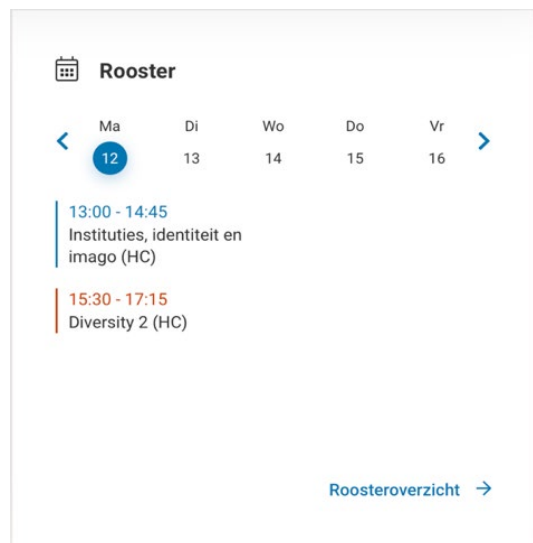 Rooster
Ma Di Wo Do Vr
12 13 14 15 16
13:00 - 14:45
Instituties, identiteit en
imago (HC)
15:30 - 17:15
Diversity 2 (HC)
Roosteroverzicht